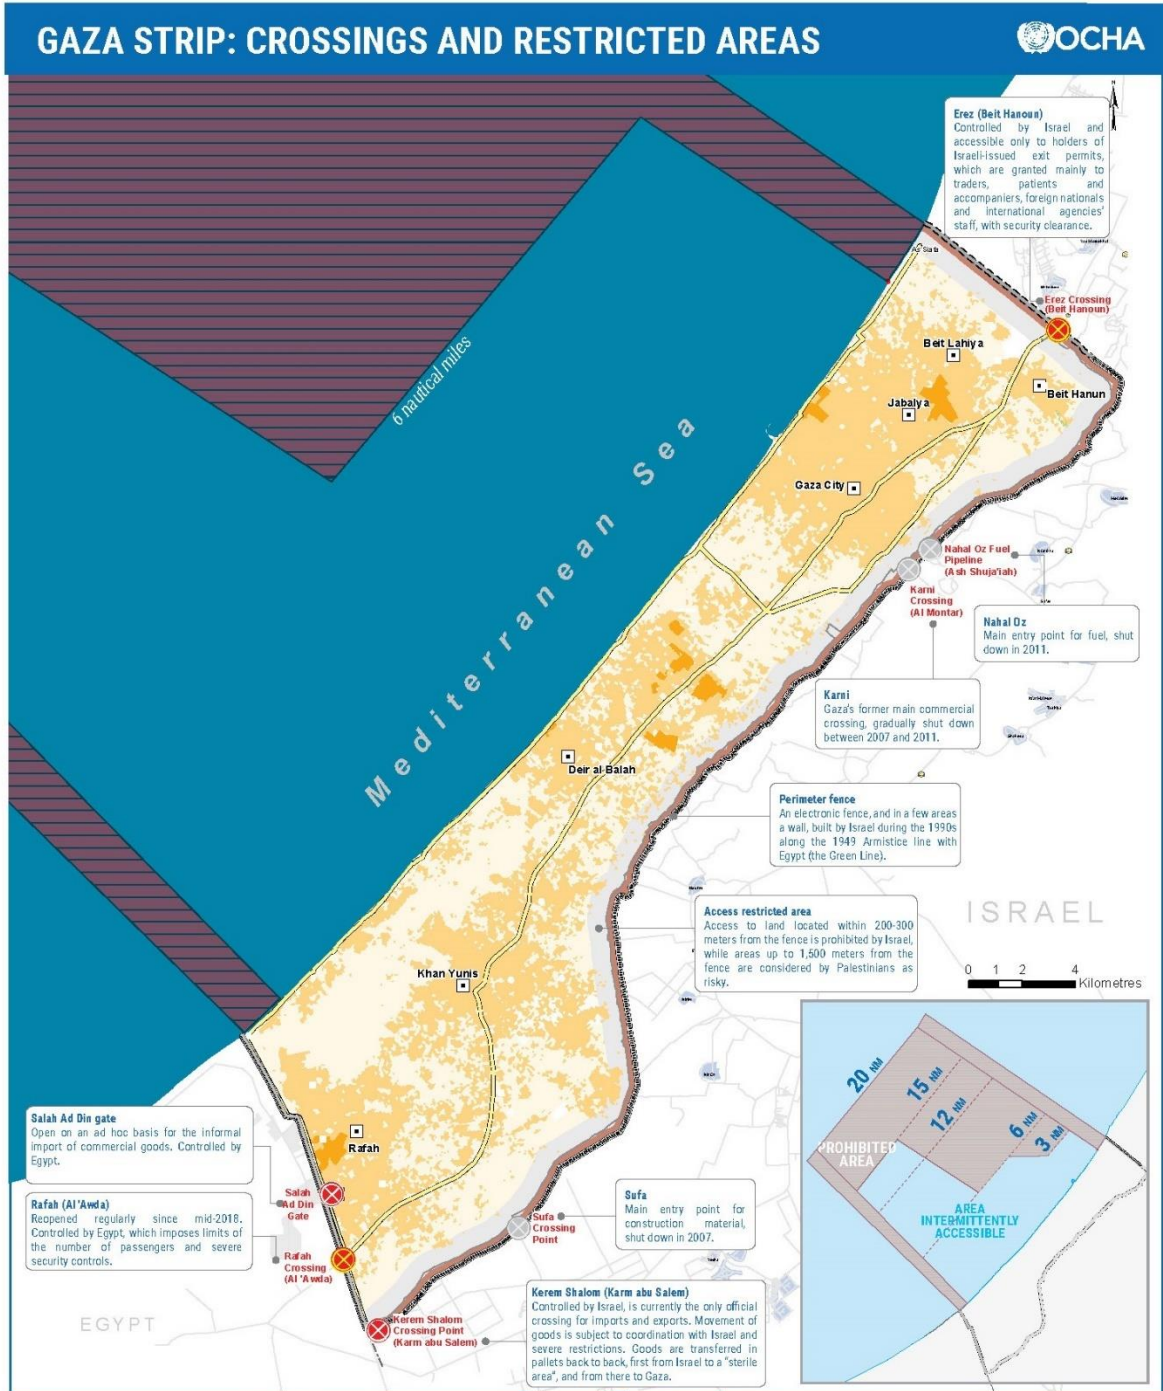 GAZA STRIP: CROSSINGS AND RESTRICTED AREAS
OCHA
N
Erez (Beit Hanoun)
Controlled by Israel and
accessible only to holders of
Israeli-issued exit permits,
which are granted mainly to
traders, patients and
accompaniers, foreign nationals
and international agencies'
staff, with security clearance.
As Siafa
Erez Crossing
(Beit Hanoun)
Beit Lahiya
Beit Hanun
Jabalya
6 nautical miles
Mediterranean Sea
Gaza City
Nahal Oz Fuel
Pipeline
(Ash Shuja'iah)
Karni
Crossing
(Al Montar)
Nahal Oz
Main entry point for fuel, shut
down in 2011.
Karni
Gaza's former main commercial
crossing, gradually shut down
between 2007 and 2011.
Deir al Balah
Perimeter fence
An electronic fence, and in a few areas
a wall, built by Israel during the 1990s
along the 1949 Armistice line with
Egypt (the Green Line).
Access restricted area
Access to land located within 200-300
meters from the fence is prohibited by Israel,
while areas up to 1,500 meters from the
fence are considered by Palestinians as
risky.
ISRAEL
Khan Yunis
0 1 2 4
Kilometres
20 NM
15 NM
12 NM
6 NM
3 NM
PROHIBITED
AREA
AREA
INTERMITTENTLY
ACCESSIBLE
Salah Ad Din gate
Open on an ad hoc basis for the informal
import of commercial goods. Controlled by
Egypt.
Rafah
Salah
Ad Din
Gate
Rafah (Al 'Awda)
Reopened regularly since mid-2018.
Controlled by Egypt, which imposes limits of
the number of passengers and severe
security controls.
Rafah
Crossing
(Al 'Awda)
Sufa
Crossing
Point
Sufa
Main entry point for
construction material,
shut down in 2007.
EGYPT
Kerem Shalom
Crossing Point
(Karm abu Salem)
Kerem Shalom (Karm abu Salem)
Controlled by Israel, is currently the only official
crossing for imports and exports. Movement of
goods is subject to coordination with Israel and
severe restrictions. Goods are transferred in
pallets back to back, first from Israel to a "sterile
area", and from there to Gaza.